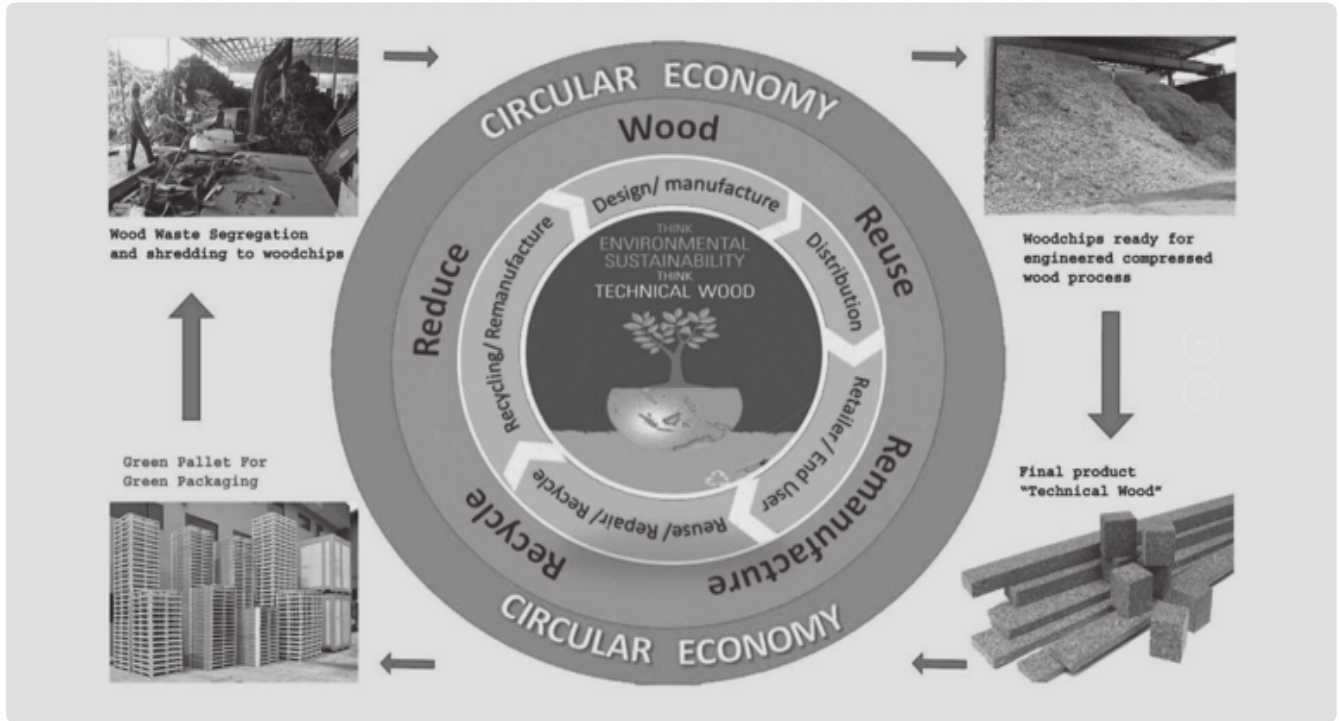 CIRCULAR ECONOMY
Wood
Reuse
Remanufacture
Recycle
Reduce
Design/ manufacture
Distribution
Retailer/ End User
Reuse/ Repair/ Recycle
Recycling/ Remanufacture
THINK
ENVIRONMENTAL
SUSTAINABILITY
THINK
TECHNICAL WOOD
CIRCULAR ECONOMY
Wood Waste Segregation
and shredding to woodchips
Woodchips ready for
engineered compressed
wood process
Final product
"Technical Wood"
Green Pallet For
Green Packaging